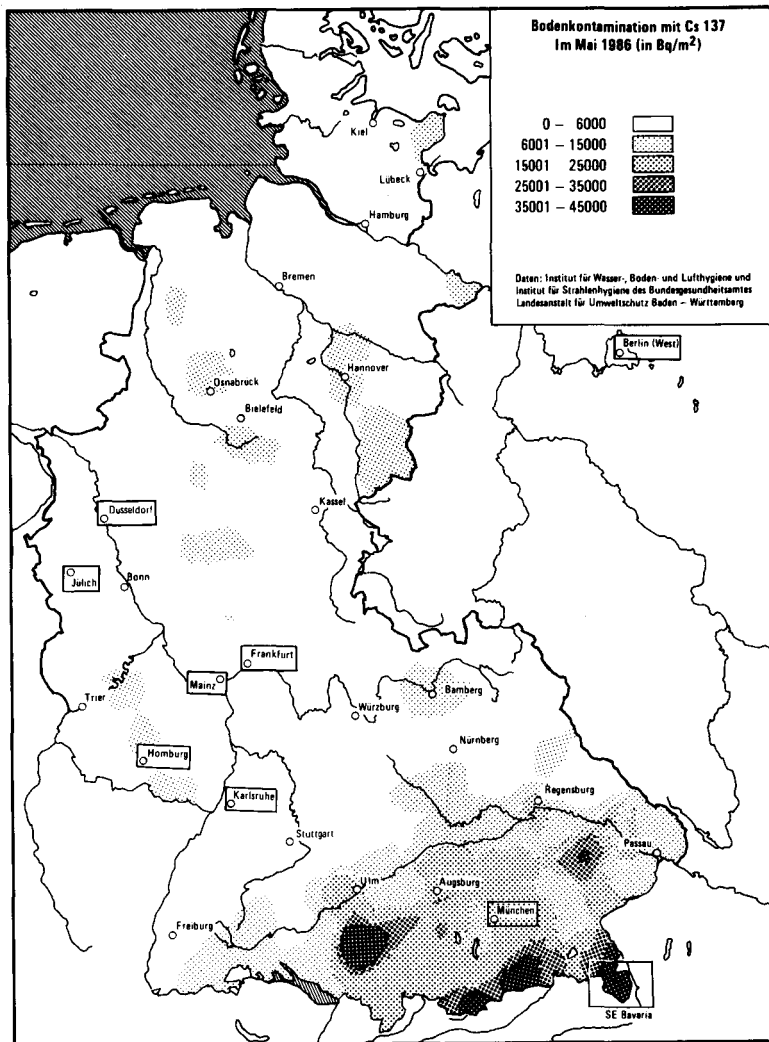 Bodenkontamination mit Cs 137
Im Mai 1986 (in Bq/m²)
0 – 6000
6001 – 15000
15001 25000
25001 – 35000
35001 – 45000
Daten: Institut für Wasser-, Boden- und Lufthygiene und
Institut für Strahlenhygiene des Bundesgesundheitsamtes
Landesanstalt für Umweltschutz Baden – Württemberg
Kiel
Lübeck
Hamburg
Bremen
Berlin (West)
Hannover
Osnabruck
Bielefeld
Kassel
Dusseldorf
Jülich
Bonn
Frankfurt
Mainz
Trier
Bamberg
Würzburg
Nürnberg
Homburg
Karlsruhe
Regensburg
Stuttgart
Passau
Ulm
Augsburg
München
Freiburg
SE Bavaria